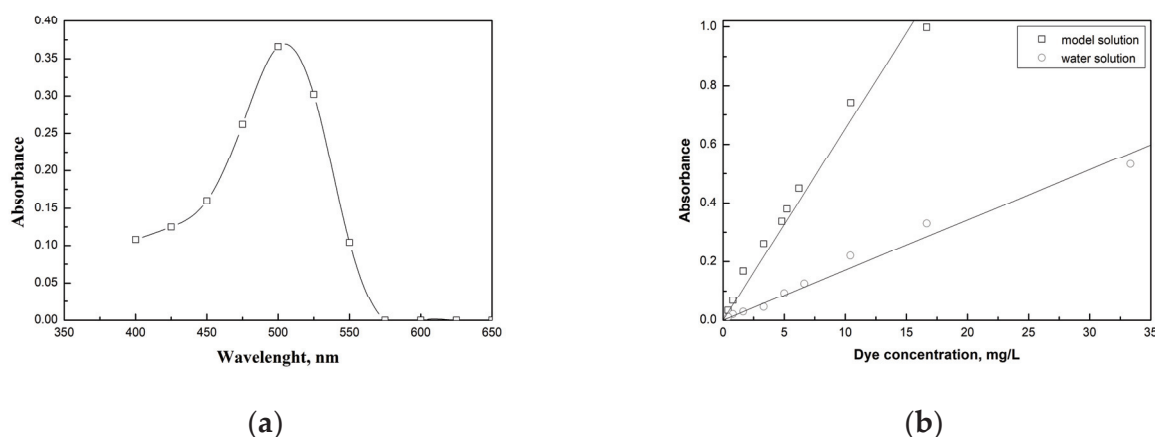 0.40
0.35
0.30
0.25
0.20
0.15
0.10
0.05
0.00
Absorbance
350 400 450 500 550 600 650
Wavelenght, nm
(a)
1.0
0.8
0.6
0.4
0.2
0.0
Absorbance
model solution
water solution
0 5 10 15 20 25 30 35
Dye concentration, mg/L
(b)